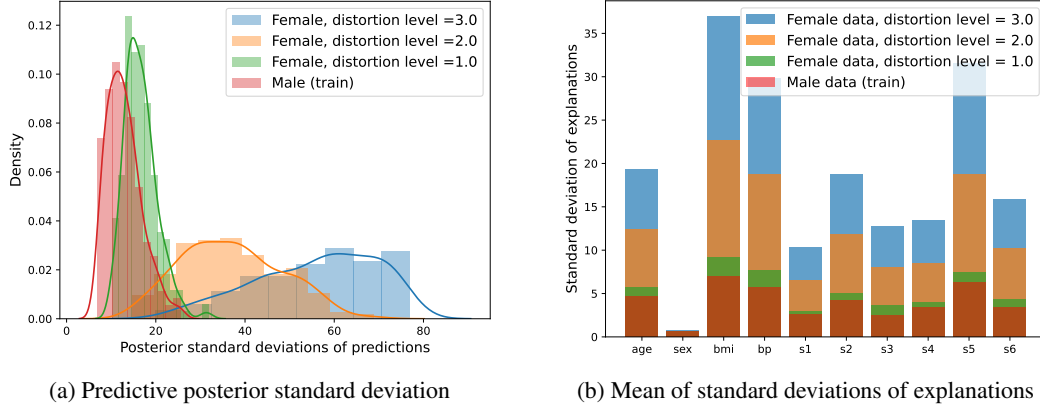 Female, distortion level =3.0
Female, distortion level =2.0
Female, distortion level =1.0
Male (train)
0.12
0.10
0.08
0.06
0.04
0.02
0.00
Density
0 20 40 60 80
Posterior standard deviations of predictions
(a) Predictive posterior standard deviation
Female data, distortion level = 3.0
Female data, distortion level = 2.0
Female data, distortion level = 1.0
Male data (train)
35
30
25
20
15
10
5
0
Standard deviation of explanations
age sex bmi bp s1 s2 s3 s4 s5 s6
(b) Mean of standard deviations of explanations